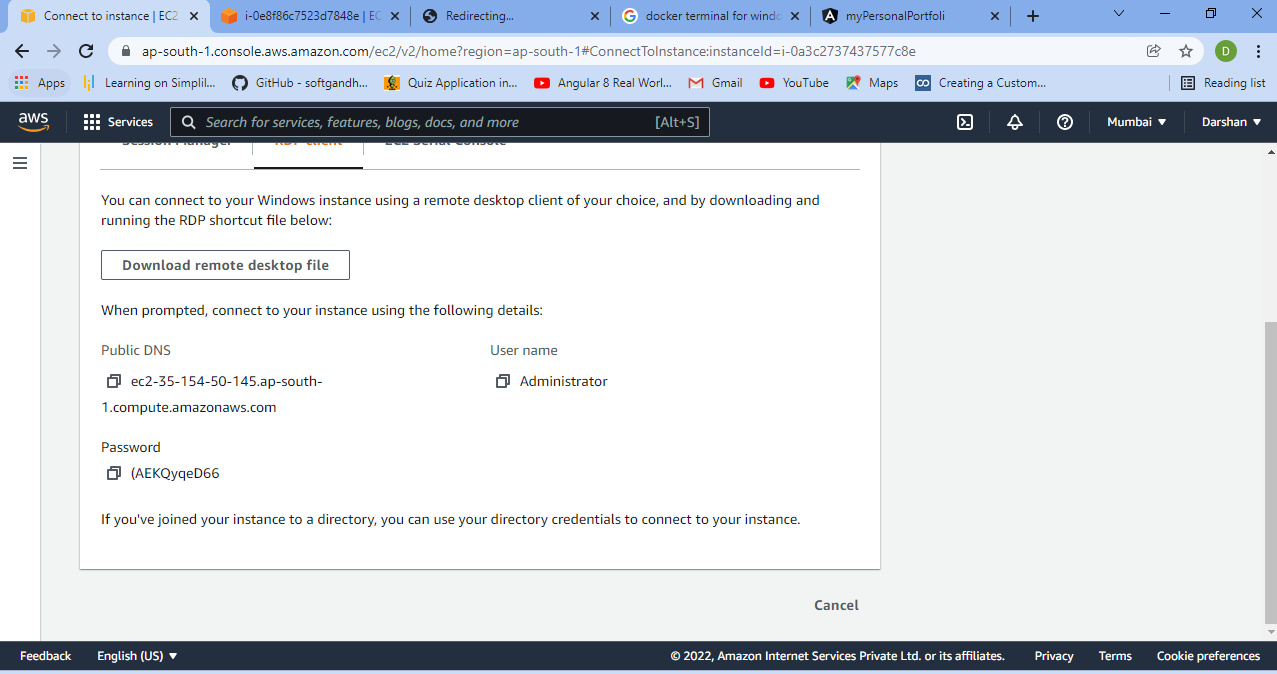 Connect to instance | EC2
i-0e8f86c7523d7848e | EC
Redirecting...
docker terminal for windo
myPersonalPortfoli
ap-south-1.console.aws.amazon.com/ec2/v2/home?region=ap-south-1#ConnectToInstance:instanceId=i-0a3c2737437577c8e
D
Apps
Learning on Simplil...
GitHub - softgandh...
Quiz Application in...
Angular 8 Real Worl...
Gmail
YouTube
Maps
Creating a Custom...
Reading list
aws
Services
Search for services, features, blogs, docs, and more
[Alt+S]
Mumbai
Darshan
Session Manager
RDP client
EC2 Serial Console
You can connect to your Windows instance using a remote desktop client of your choice, and by downloading and
running the RDP shortcut file below:
Download remote desktop file
When prompted, connect to your instance using the following details:
Public DNS
User name
ec2-35-154-50-145.ap-south-
Administrator
1.compute.amazonaws.com
Password
(AEKQyqeD66
If you've joined your instance to a directory, you can use your directory credentials to connect to your instance.
Cancel
Feedback
English (US)
© 2022, Amazon Internet Services Private Ltd. or its affiliates.
Privacy
Terms
Cookie preferences